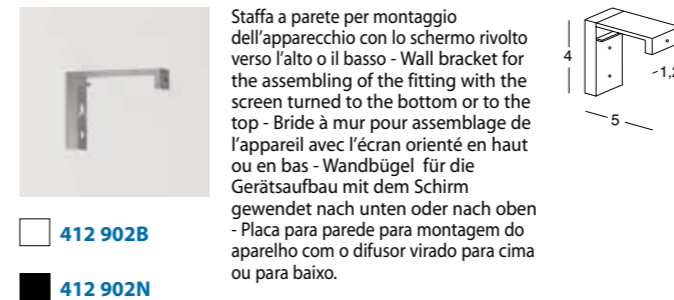 Staffa a parete per montaggio
dell'apparecchio con lo schermo rivolto
verso l'alto o il basso - Wall bracket for
the assembling of the fitting with the
screen turned to the bottom or to the
top - Bride à mur pour assemblage de
l'appareil avec l'écran orienté en haut
ou en bas - Wandbügel für die
Gerätsaufbau mit dem Schirm
gewendet nach unten oder nach oben
- Placa para parede para montagem do
aparelho com o difusor virado para cima
ou para baixo.
412 902B
412 902N
4
5